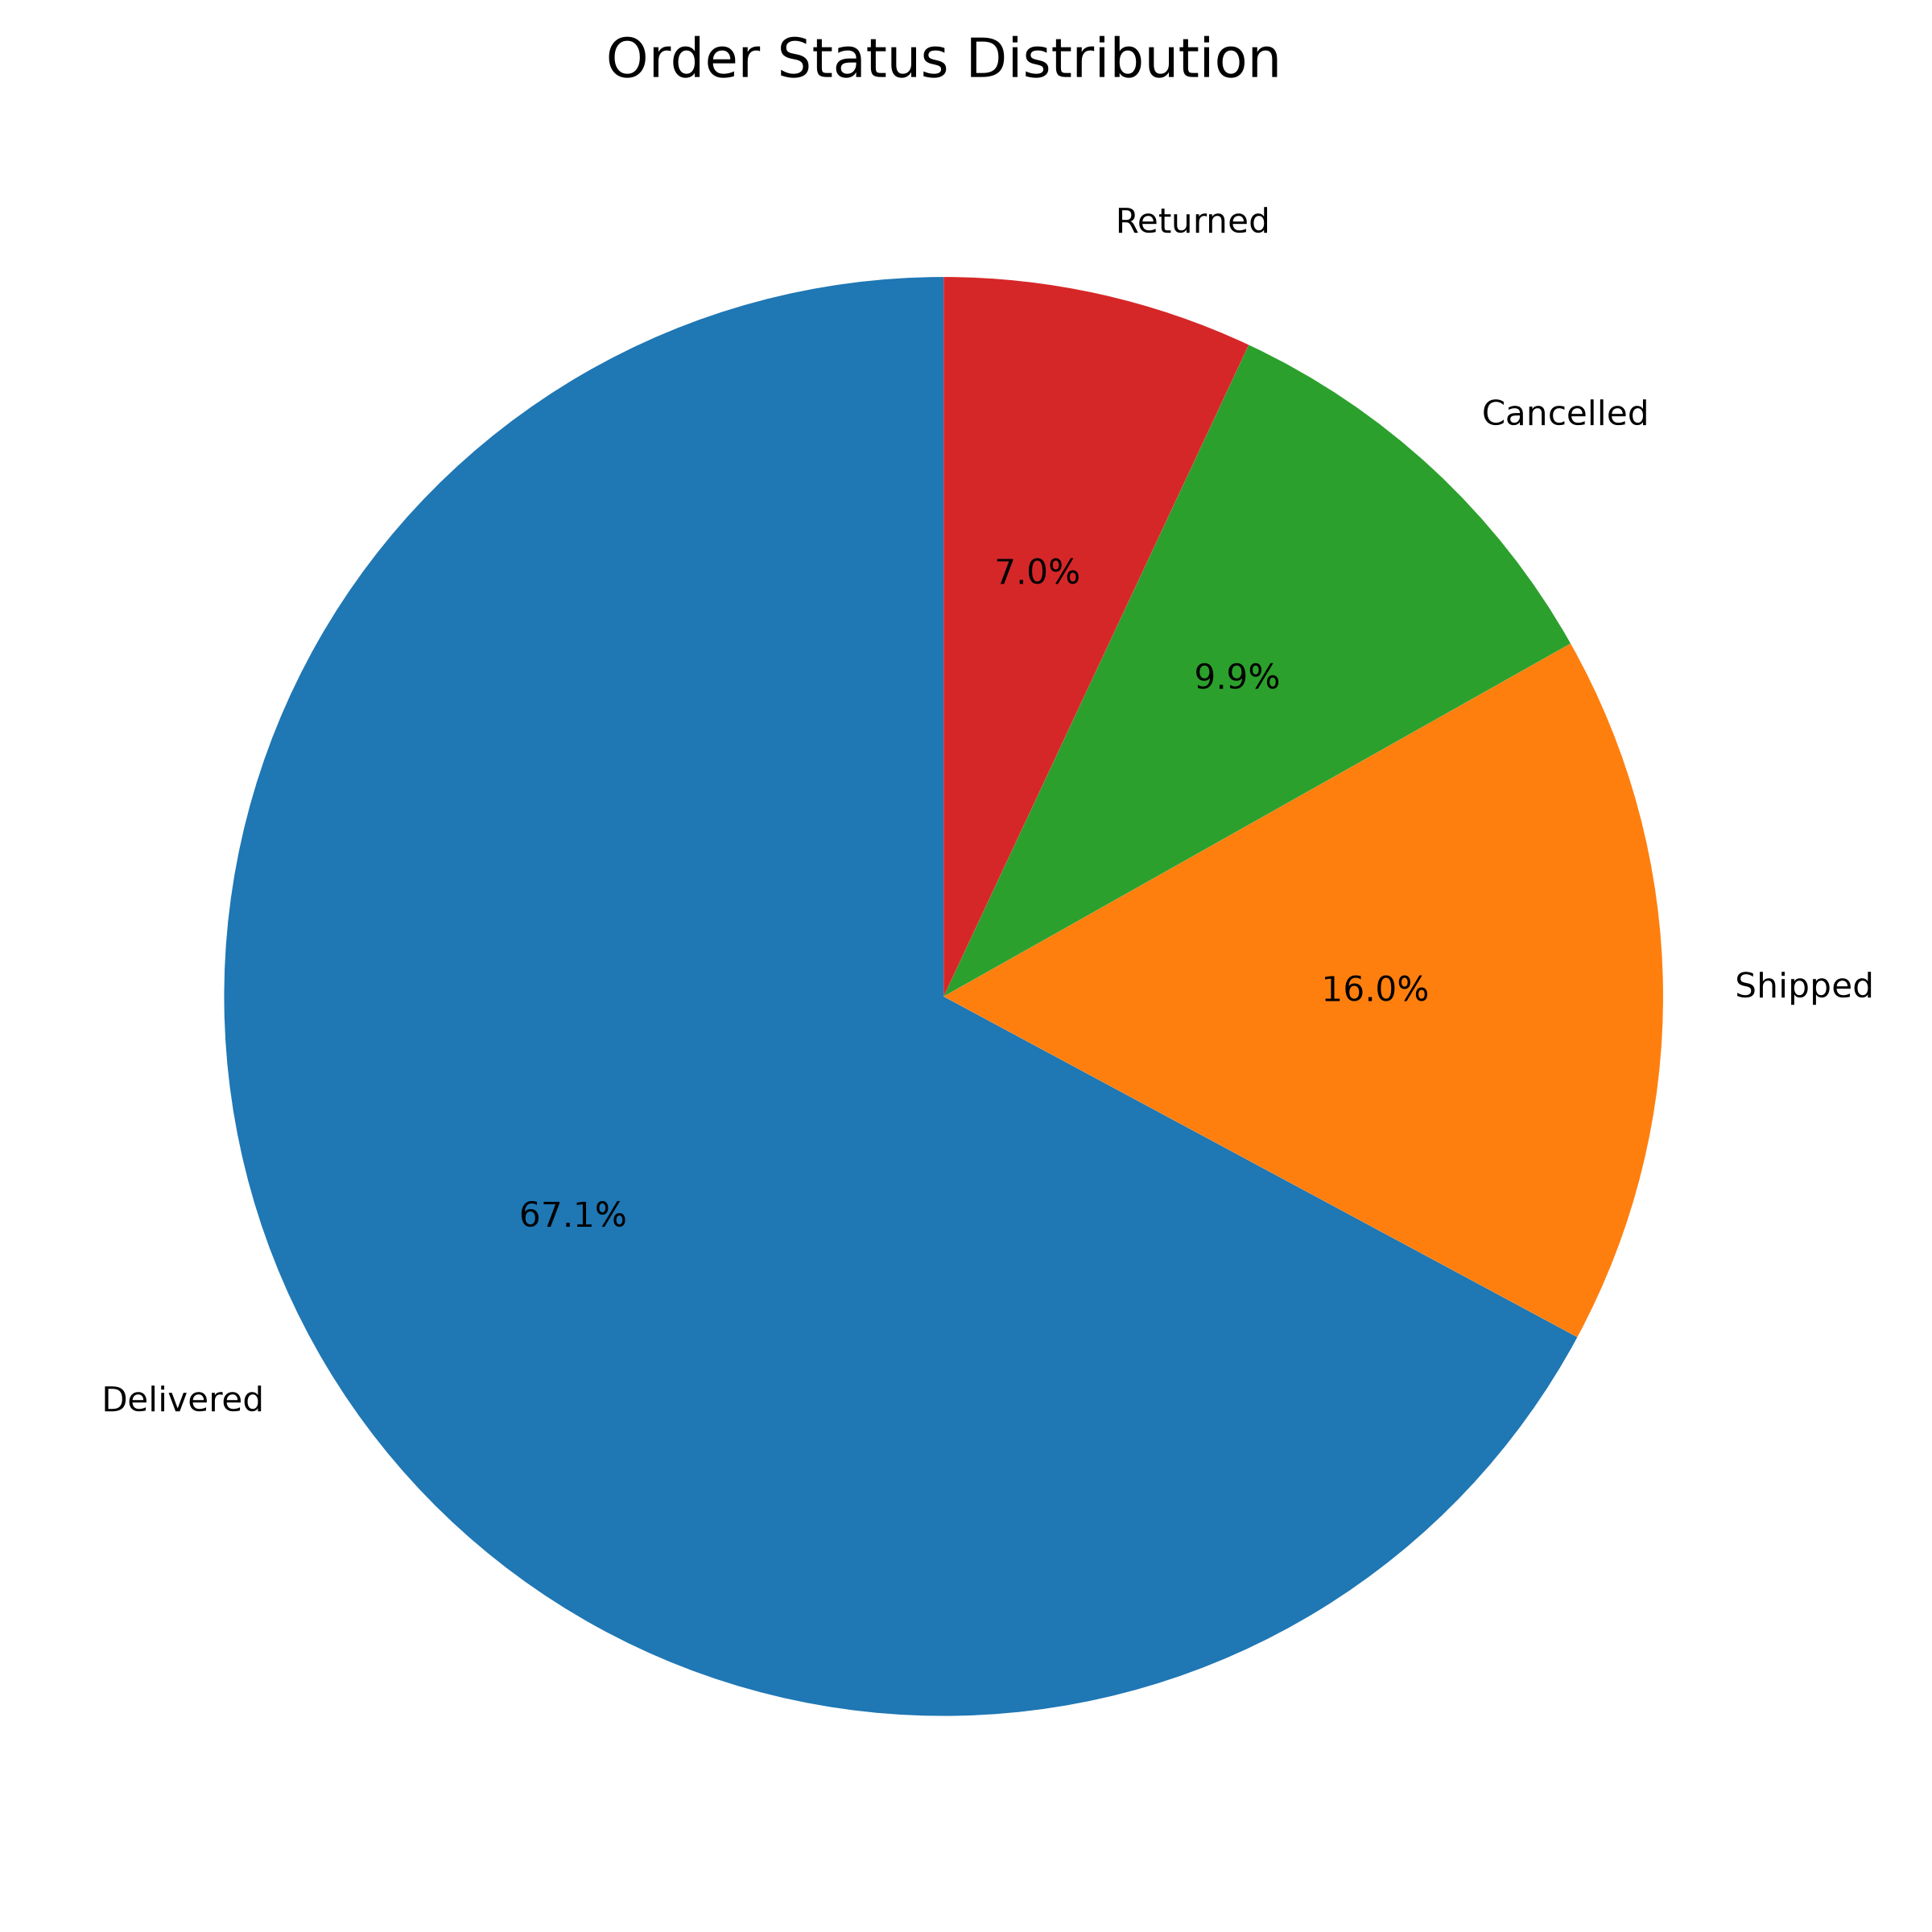 Order Status Distribution
Returned
Cancelled
7.0%
9.9%
Shipped
16.0%
67.1%
Delivered